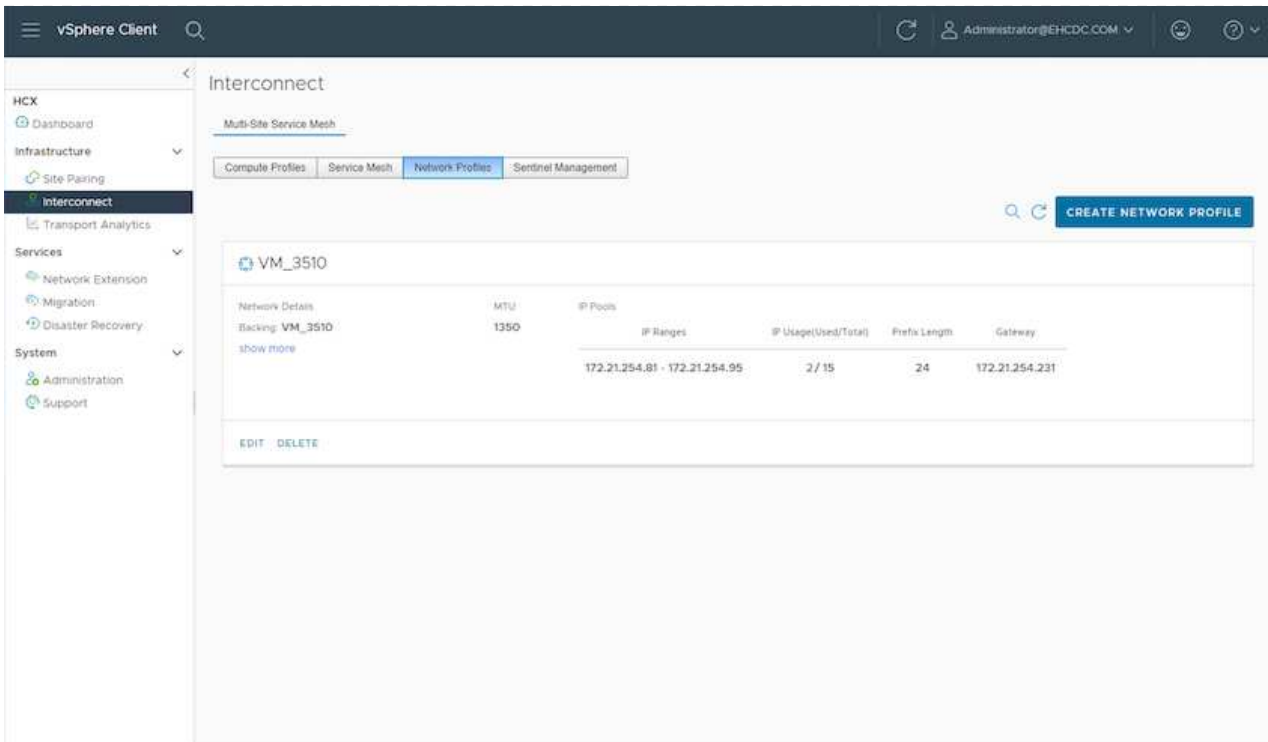 vSphere Client
Administrator@EHCDC.COM
HCX
Dashboard
Infrastructure
Site Pairing
Interconnect
Transport Analytics
Services
Network Extension
Migration
Disaster Recovery
System
Administration
Support
Interconnect
Multi-Site Service Mesh
Compute Profiles Service Mesh Network Profiles Sentinel Management
CREATE NETWORK PROFILE
VM_3510
Network Details MTU IP Pools
Backing: VM_3510 1350 IP Ranges IP Usage(Used/Total) Prefix Length Gateway
show more
172.21.254.81 - 172.21.254.95 2/ 15 24 172.21.254.231
EDIT DELETE